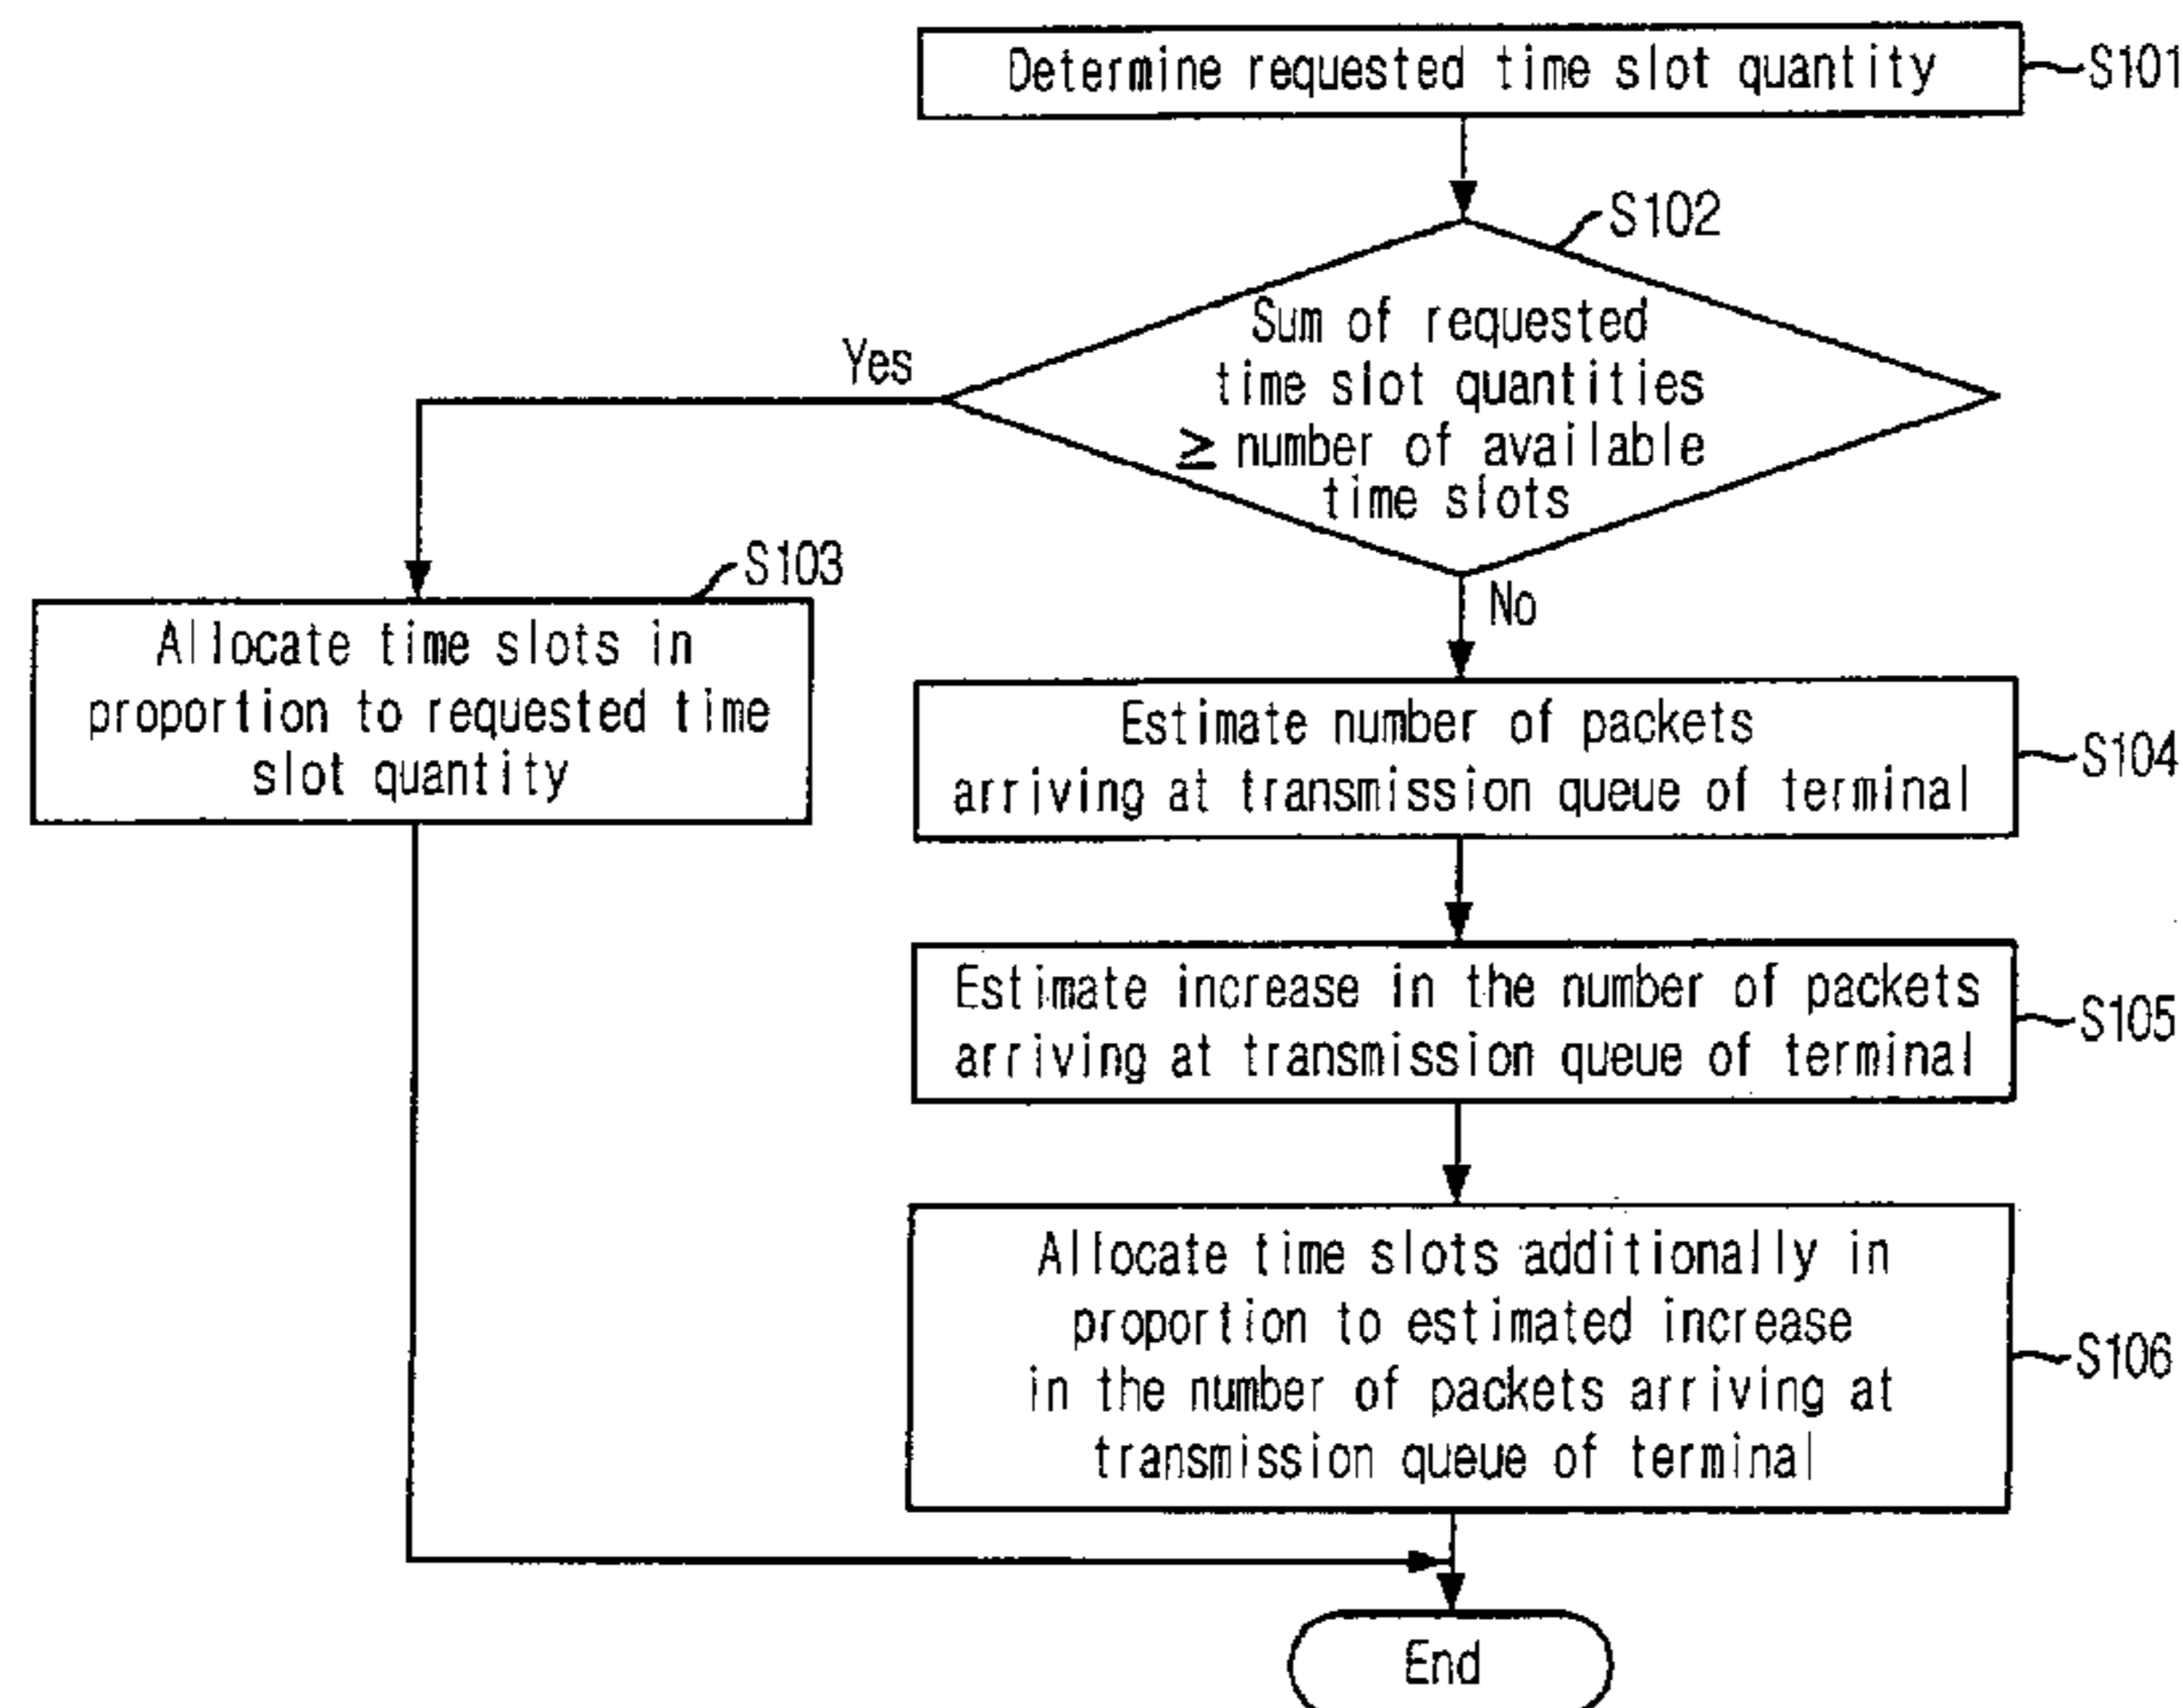 Determine requested time slot quantity
S101
S102
Sum of requested
time slot quantities
≥ number of available
time slots
Yes
No
S103
Allocate time slots in
proportion to requested time
slot quantity
Estimate number of packets
arriving at transmission queue of terminal
S104
Estimate increase in the number of packets
arriving at transmission queue of terminal
S105
Allocate time slots additionally in
proportion to estimated increase
in the number of packets arriving at
transmission queue of terminal
S106
End